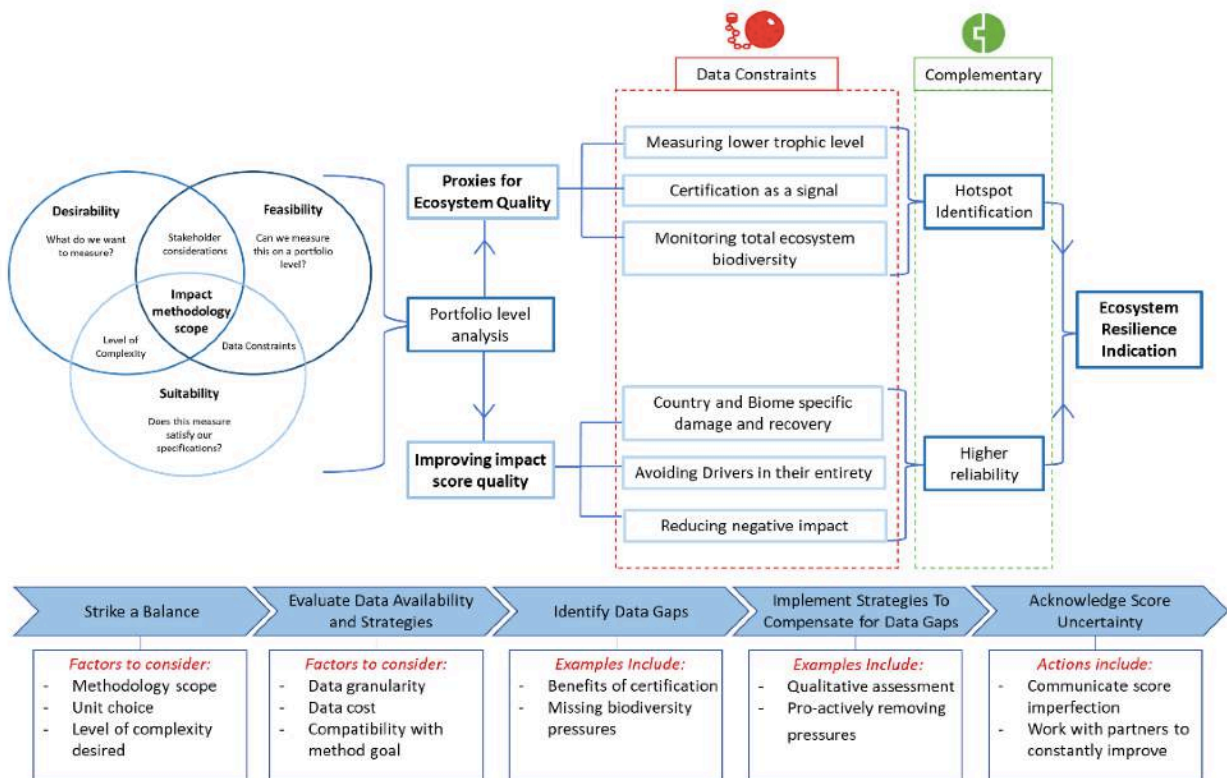 Data Constraints
Complementary
Desirability
What do we want
to measure?
Stakeholder
considerations
Feasibility
Can we measure
this on a portfolio
level?
Impact
methodology
scope
Level of
Complexity
Data Constraints
Suitability
Does this measure
satisfy our
specifications?
Proxies for
Ecosystem Quality
Portfolio level
analysis
Improving impact
score quality
Measuring lower trophic level
Certification as a signal
Monitoring total ecosystem
biodiversity
Country and Biome specific
damage and recovery
Avoiding Drivers in their entirety
Reducing negative impact
Hotspot
Identification
Higher
reliability
Ecosystem
Resilience
Indication
Strike a Balance
Factors to consider:
- Methodology scope
- Unit choice
- Level of complexity
desired
Evaluate Data Availability
and Strategies
Factors to consider:
- Data granularity
- Data cost
- Compatibility with
method goal
Identify Data Gaps
Examples Include:
- Benefits of certification
- Missing biodiversity
pressures
Implement Strategies To
Compensate for Data Gaps
Examples Include:
- Qualitative assessment
- Pro-actively removing
pressures
Acknowledge Score
Uncertainty
Actions include:
- Communicate score
imperfection
- Work with partners to
constantly improve